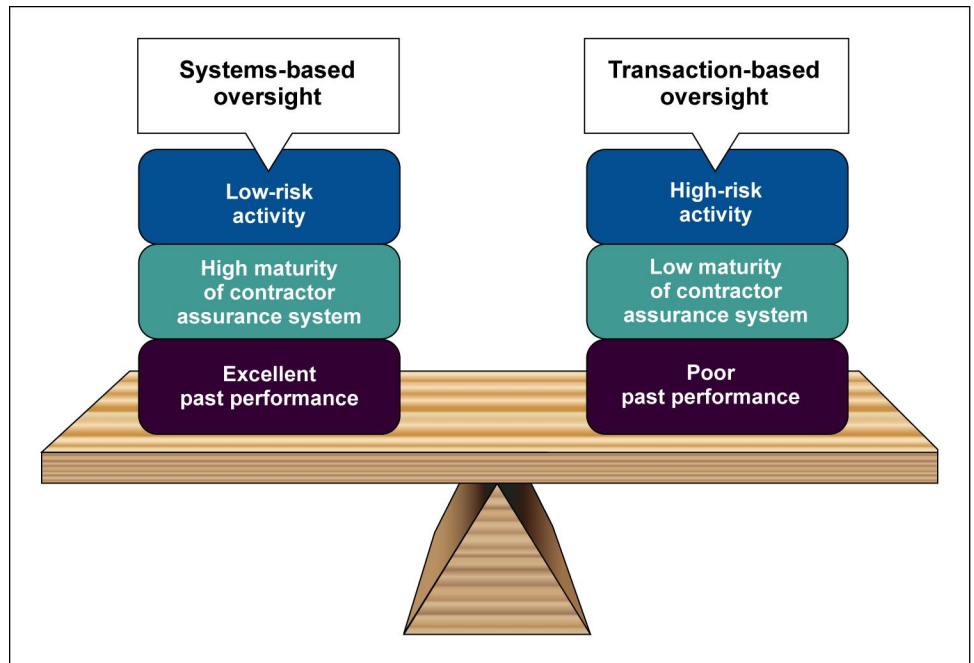 Systems-based
oversight
Low-risk
activity
High maturity
of contractor
assurance system
Excellent
past performance
Transaction-based
oversight
High-risk
activity
Low maturity
of contractor
assurance system
Poor
past performance